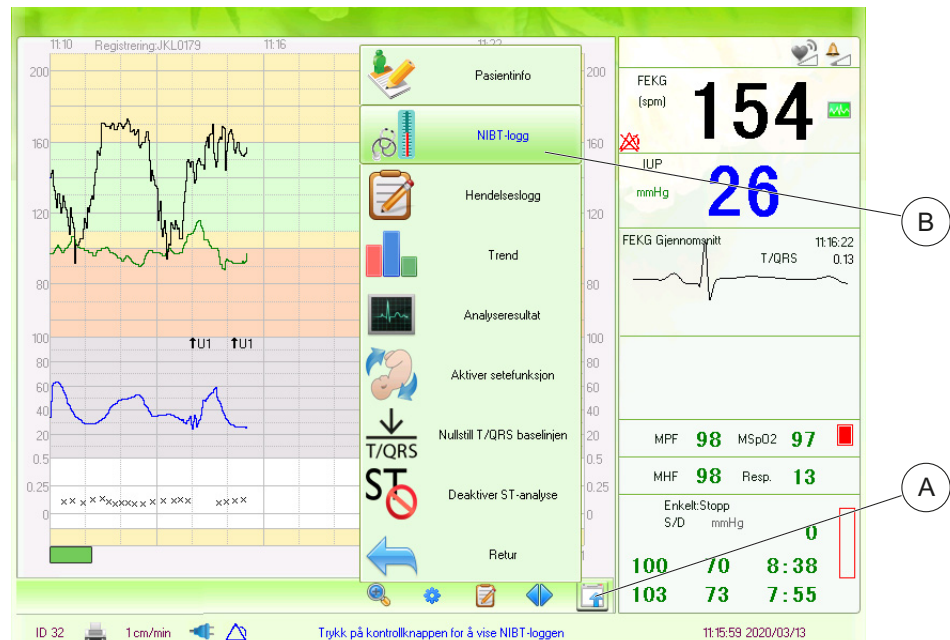 11:10 Registrering:JKL0179 11:16 11:22
200 200
160 160
120 120
80 80
100 100
80 80
60 60
40 40
20 20
0.5 0.5
0.25 0.25
0 0
U1 U1
Pasientinfo
NIBT-logg
Hendelseslogg
Trend
Analyseresultat
Aktiver setefunksjon
T/QRS
Nullstill T/QRS baselinjen
ST
Deaktiver ST-analyse
Retur
FEKG
(spm)
154
IUP
mmHg
26
FEKG Gjennomsnitt 11:16:22
T/QRS 0.13
MPF 98 MSpO2 97
MHF 98 Resp. 13
Enkelt:Stopp
S/D mmHg
0
100 70 8:38
103 73 7:55
B
A
ID 32 1cm/min Trykk på kontrollknappen for å vise NIBT-loggen 11:15:59 2020/03/13